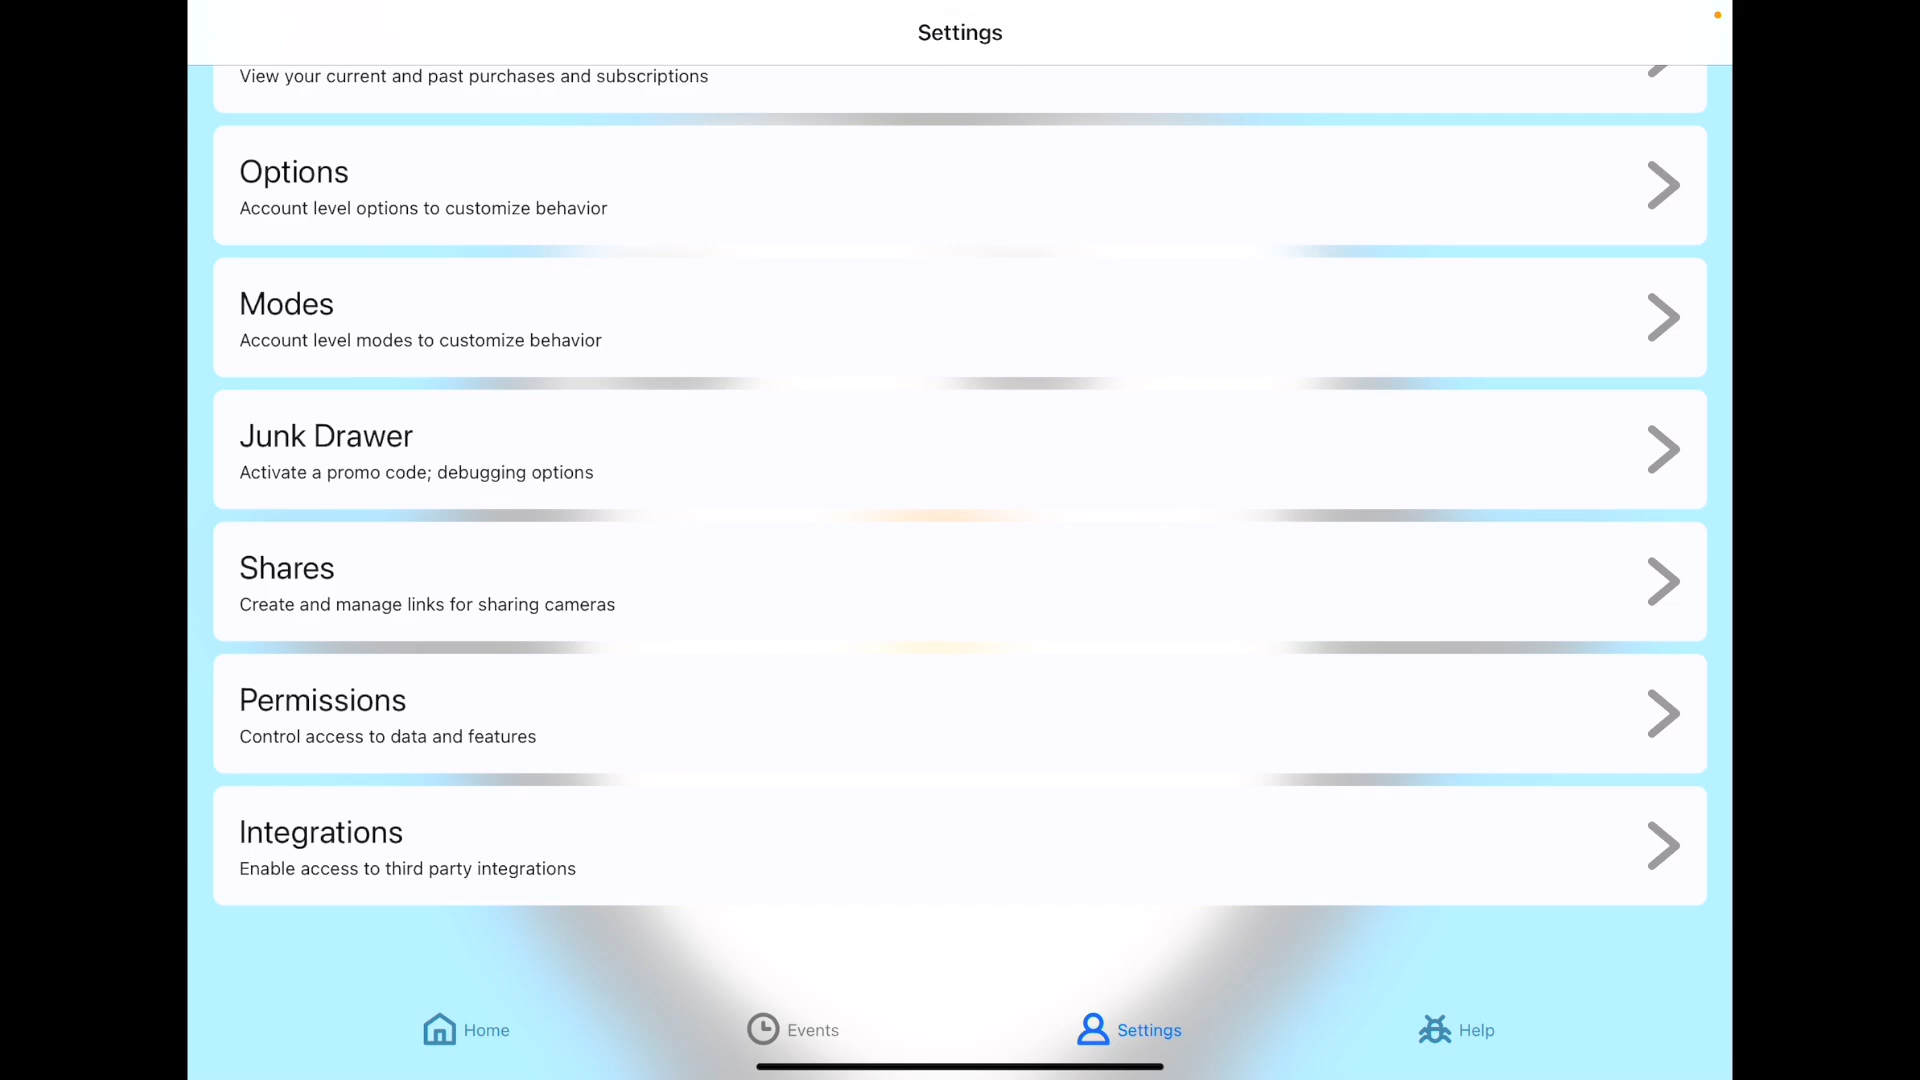 Settings
View your current and past purchases and subscriptions
Options
Account level options to customize behavior
Modes
Account level modes to customize behavior
Junk Drawer
Activate a promo code; debugging options
Shares
Create and manage links for sharing cameras
Permissions
Control access to data and features
Integrations
Enable access to third party integrations
Home
Events
Settings
Help